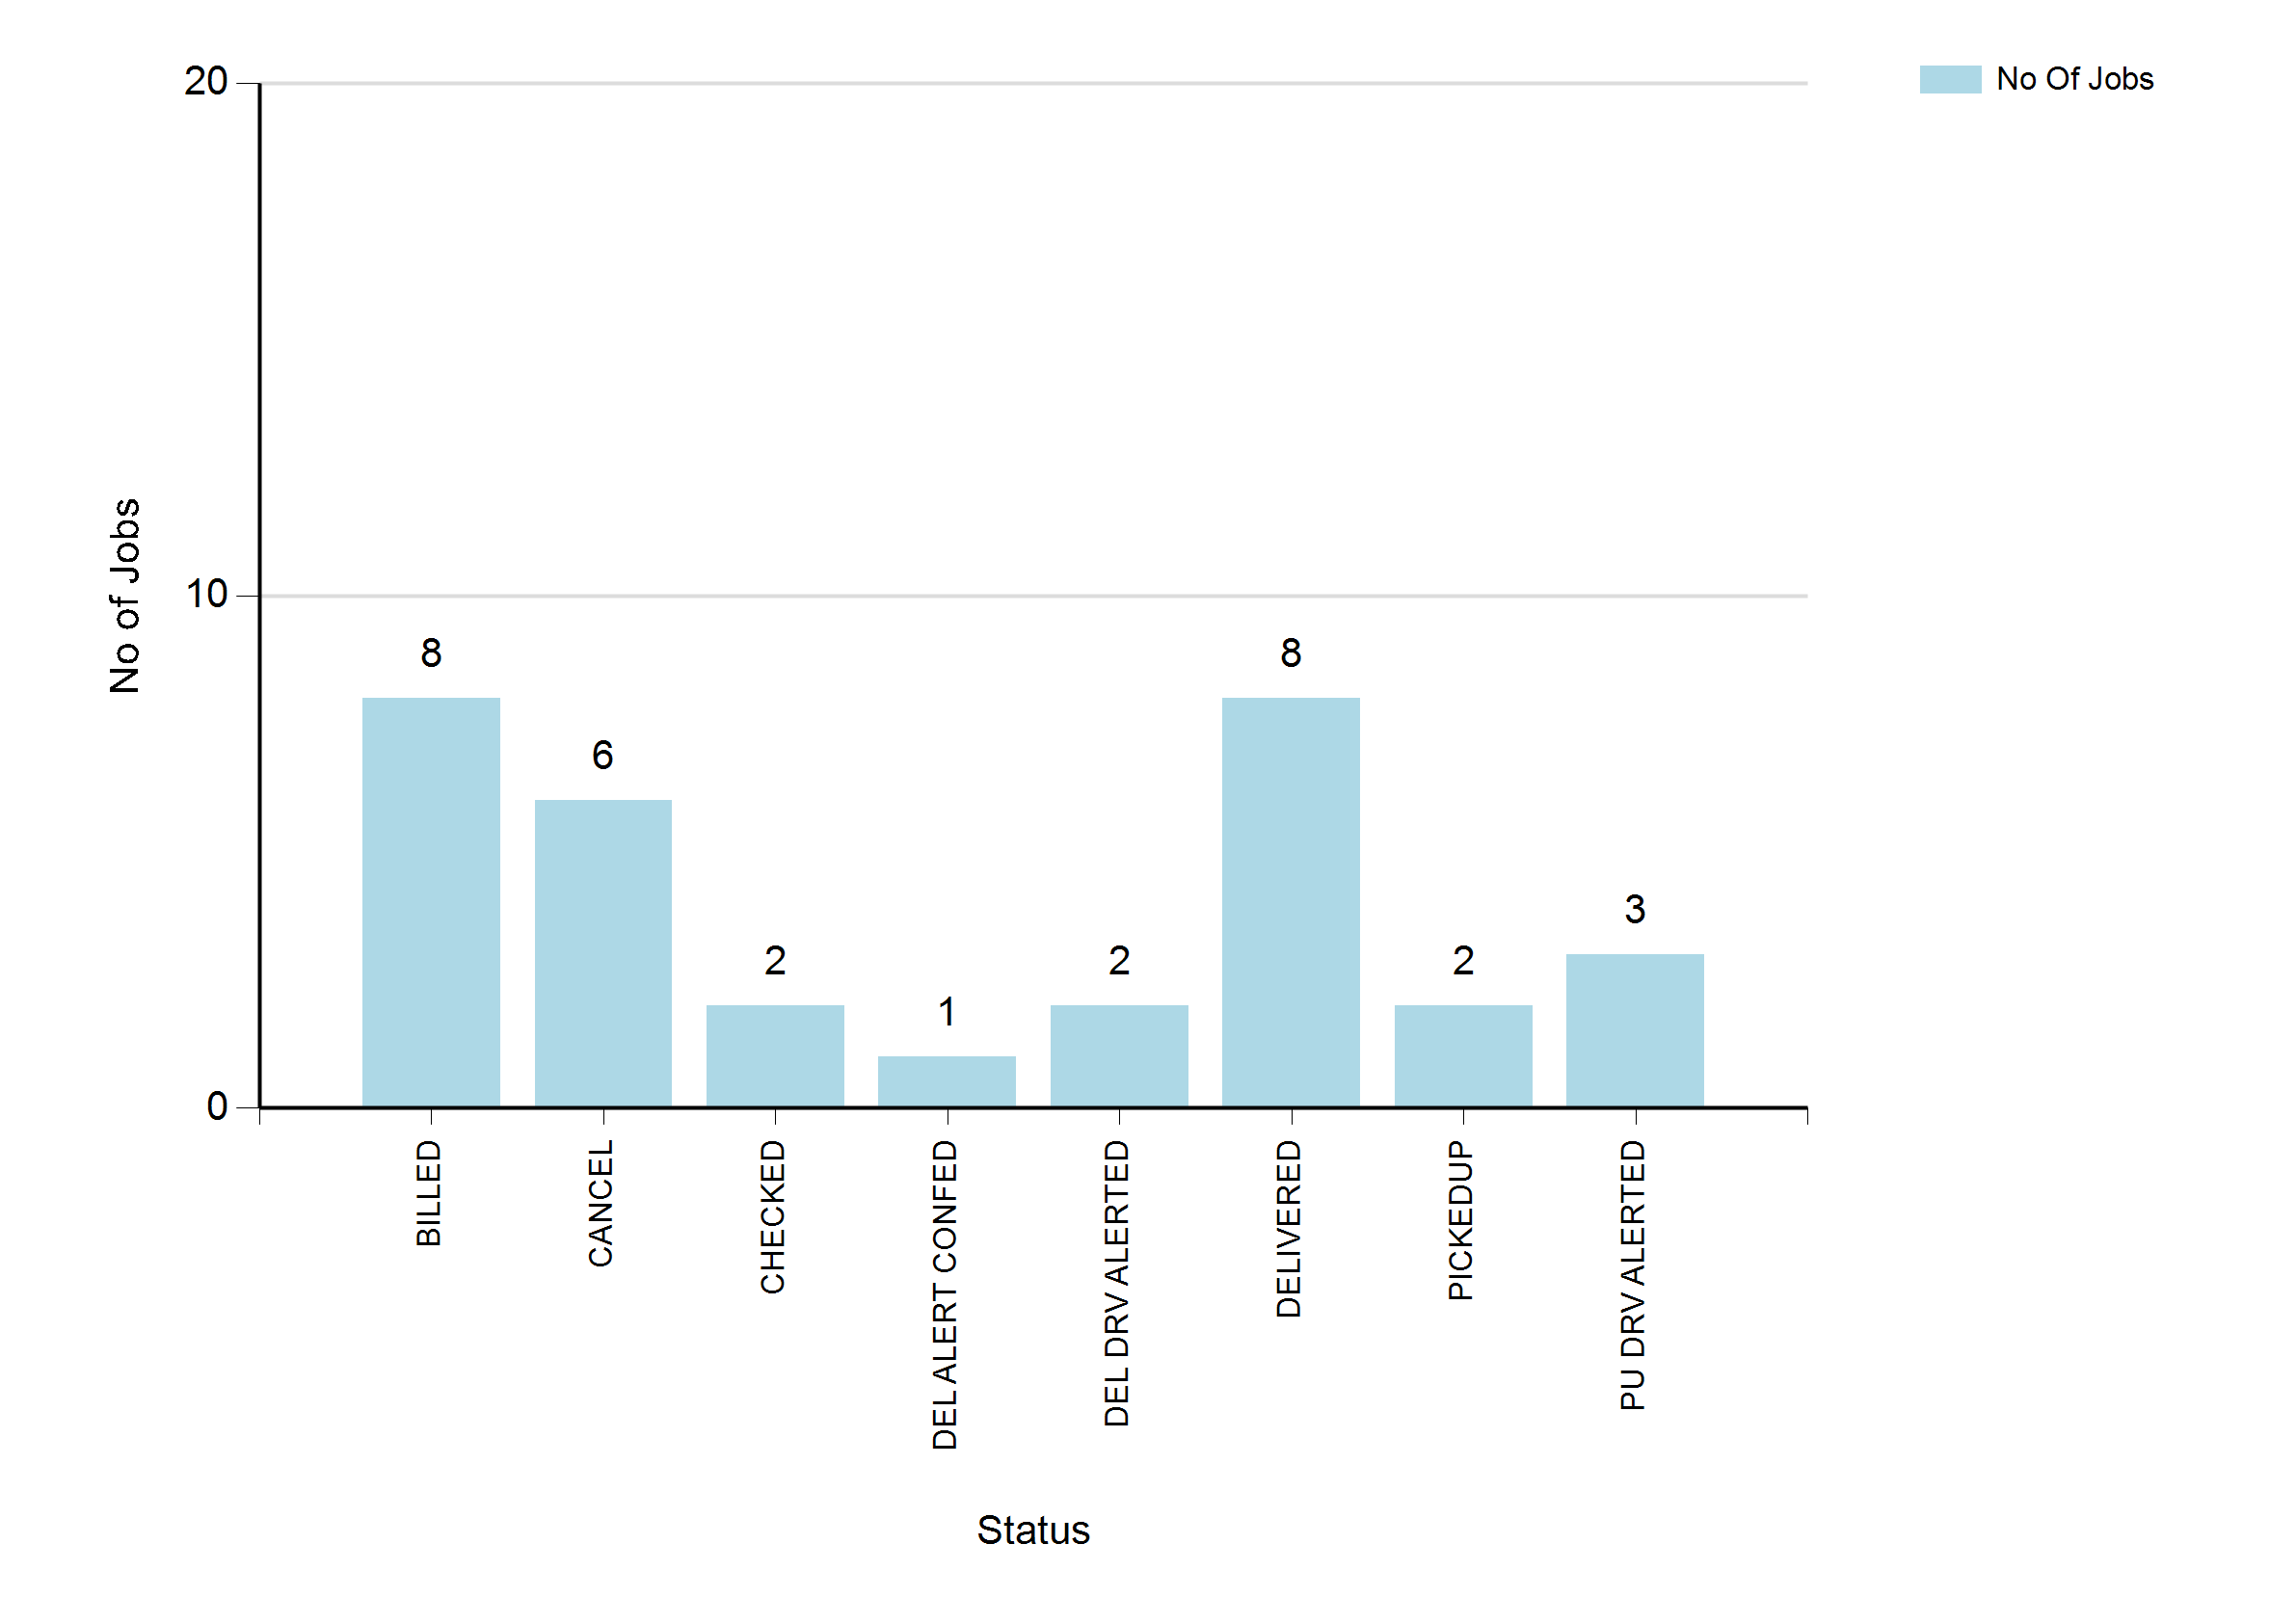 No Of Jobs
20
10
0
No of Jobs
8
6
2
1
2
8
2
3
BILLED
CANCEL
CHECKED
DEL ALERT CONFED
DEL DRV ALERTED
DELIVERED
PICKEDUP
PU DRV ALERTED
Status